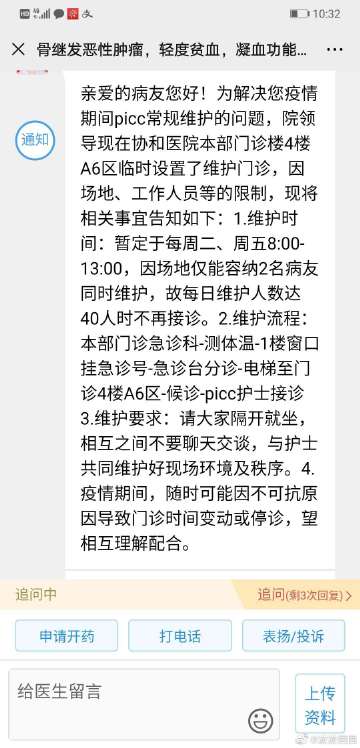 10:32
骨继发恶性肿瘤，轻度贫血，凝血功能...
通知
亲爱的病友您好！为解决您疫情
期间picc常规维护的问题，院领
导现在协和医院本部门诊楼4楼
A6区临时设置了维护门诊，因
场地、工作人员等的限制，现将
相关事宜告知如下：1.维护时
间：暂定于每周二、周五8:00-
13:00，因场地仅能容纳2名病友
同时维护，故每日维护人数达
40人时不再接诊。2.维护流程：
本部门诊急诊科-测体温-1楼窗口
挂急诊号-急诊台分诊-电梯至门
诊4楼A6区-候诊-picc护士接诊
3.维护要求：请大家隔开就坐，
相互之间不要聊天交谈，与护士
共同维护好现场环境及秩序。4.
疫情期间，随时可能因不可抗原
因导致门诊时间变动或停诊，望
相互理解配合。
追问中
追问(剩3次回复)
申请开药
打电话
表扬/投诉
给医生留言
上传
资料